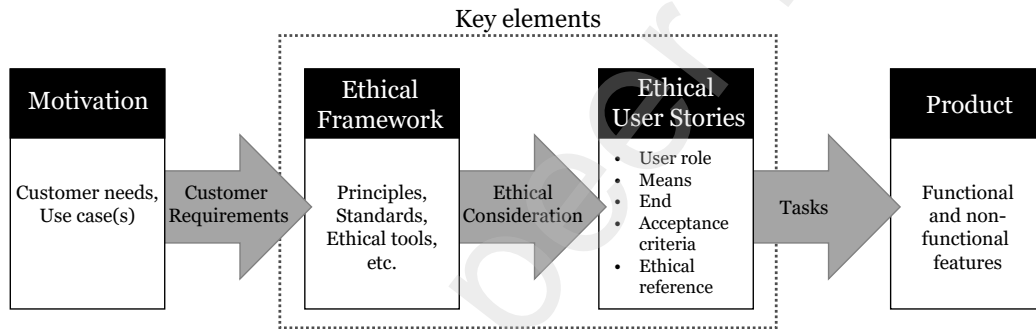 Key elements
Motivation
Customer needs,
Use case(s)
Customer
Requirements
Ethical
Framework
Principles,
Standards,
Ethical tools,
etc.
Ethical
Consideration
Ethical
User Stories
• User role
• Means
• End
• Acceptance
criteria
• Ethical
reference
Tasks
Product
Functional
and non-
functional
features
peer